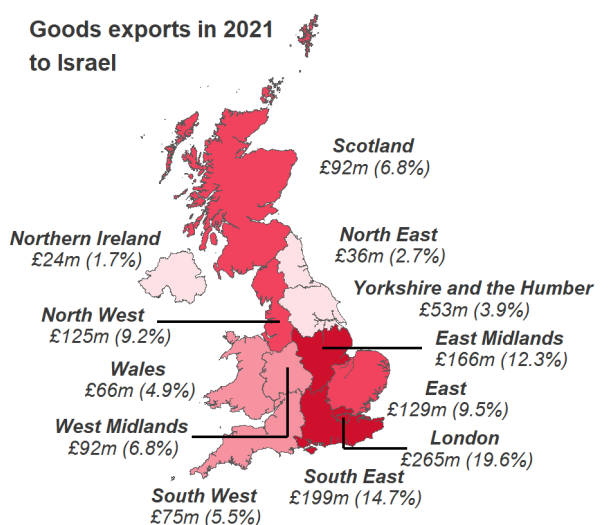 Goods exports in 2021
to Israel
Scotland
£92m (6.8%)
Northern Ireland
£24m (1.7%)
North East
£36m (2.7%)
Yorkshire and the Humber
£53m (3.9%)
North West
£125m (9.2%)
East Midlands
£166m (12.3%)
Wales
£66m (4.9%)
East
£129m (9.5%)
West Midlands
£92m (6.8%)
London
£265m (19.6%)
South East
£199m (14.7%)
South West
£75m (5.5%)